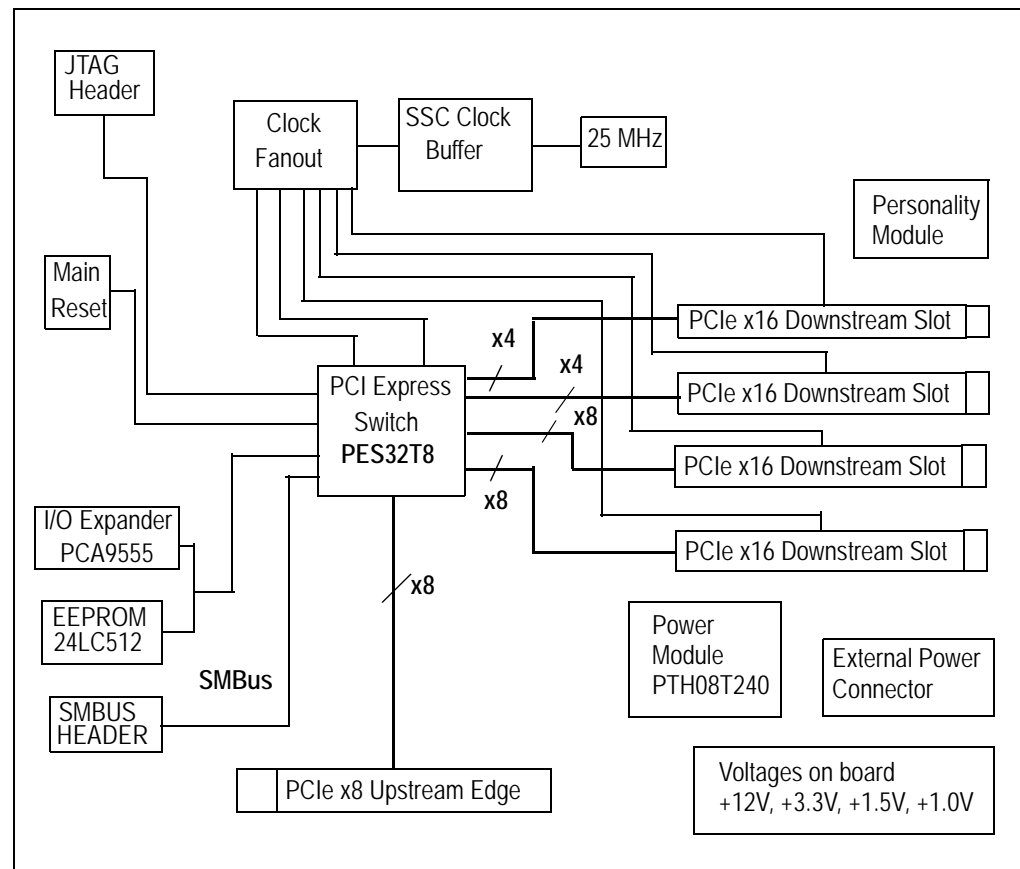 JTAG
Header
Clock
Fanout
SSC Clock
Buffer
25 MHz
Personality
Module
Main
Reset
PCIe x16 Downstream Slot
x4
PCI Express
Switch
PES32T8
x4
PCIe x16 Downstream Slot
x8
PCIe x16 Downstream Slot
x8
I/O Expander
PCA9555
PCIe x16 Downstream Slot
x8
EEPROM
24LC512
Power
Module
PTH08T240
External Power
Connector
SMBus
SMBUS
HEADER
PCIe x8 Upstream Edge
Voltages on board
+12V, +3.3V, +1.5V, +1.0V